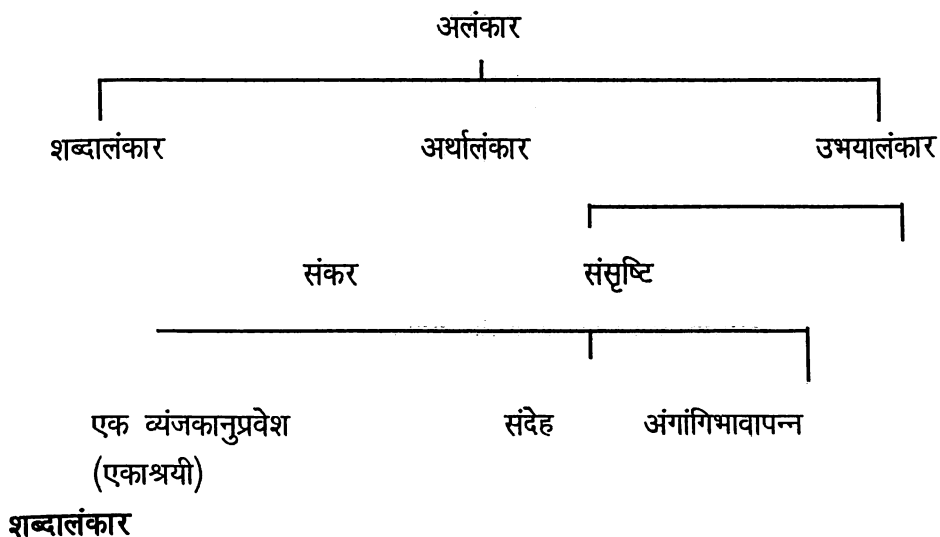 अलंकार
शब्दालंकार अर्थालंकार उभयालंकार
संकर संसृष्टि
एक व्यंजकानुप्रवेश संदेह अंगांगिभावापन्न
(एकाश्रयी)
शब्दालंकार